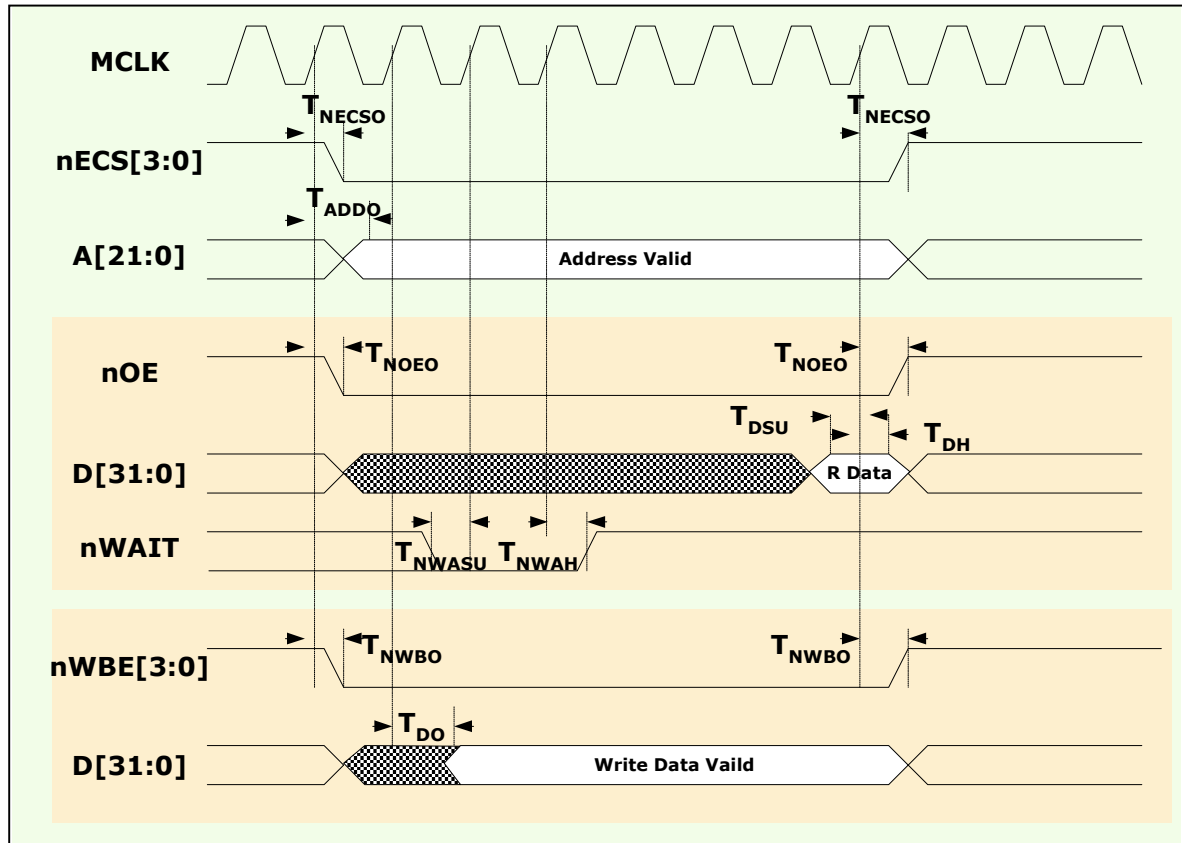 MCLK
TNECSO TNECSO
nECS[3:0]
TADDO
A[21:0] Address Valid
nOE TNOEO TNOEO
TDSU TDH
D[31:0] R Data
nWAIT TNWASU TNWAH
nWBE[3:0] TNWBO TNWBO
TDO
D[31:0] Write Data Vaild